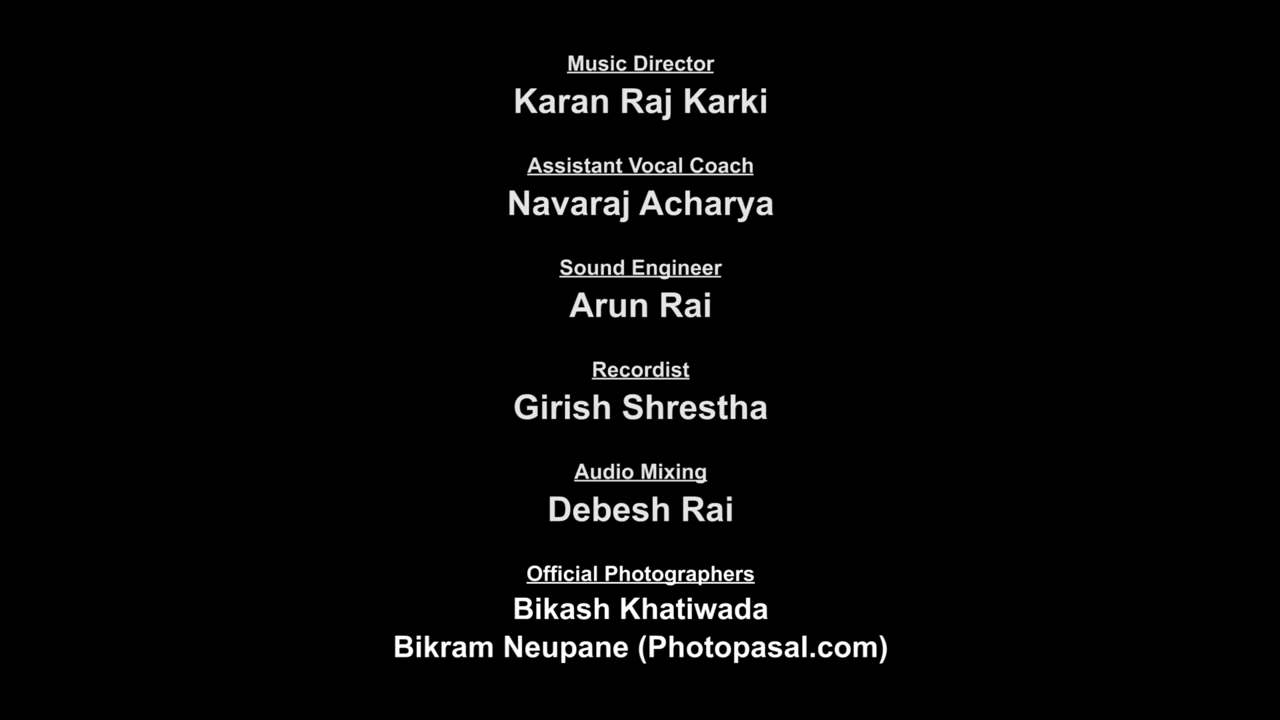 Music Director
Karan Raj Karki
Assistant Vocal Coach
Navaraj Acharya
Sound Engineer
Arun Rai
Recordist
Girish Shrestha
Audio Mixing
Debesh Rai
Official Photographers
Bikash Khatiwada
Bikram Neupane (Photopasal.com)